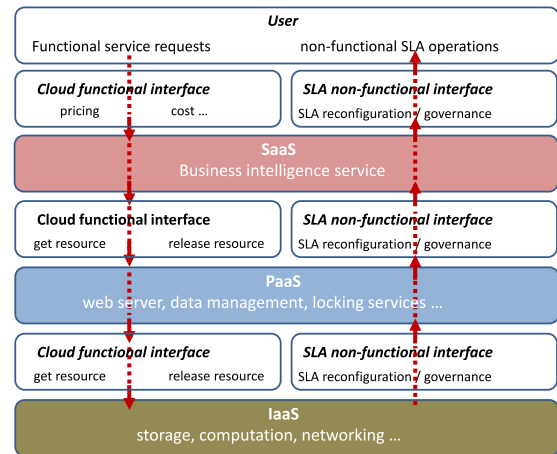 User
Functional service requests non-functional SLA operations
Cloud functional interface SLA non-functional interface
pricing cost ... SLA reconfiguration / governance
SaaS
Business intelligence service
Cloud functional interface SLA non-functional interface
get resource release resource SLA reconfiguration / governance
PaaS
web server, data management, locking services ...
Cloud functional interface SLA non-functional interface
get resource release resource SLA reconfiguration / governance
IaaS
storage, computation, networking ...